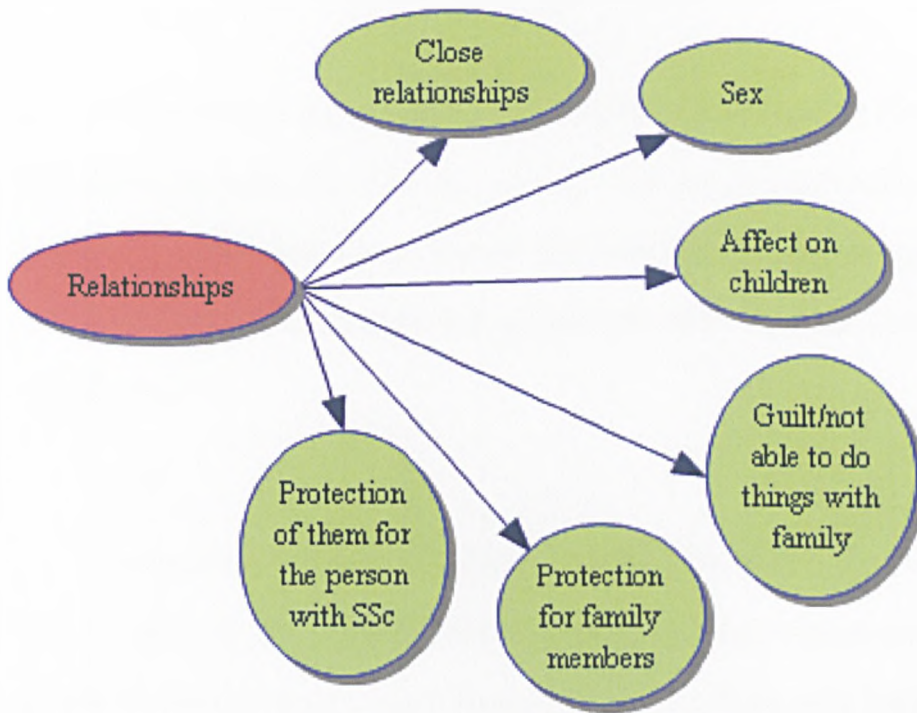 Close
relationships
Sex
Relationships
Affect on
children
Guilt/not
able to do
things with
family
Protection
of them for
the person
with SSc
Protection
for family
members